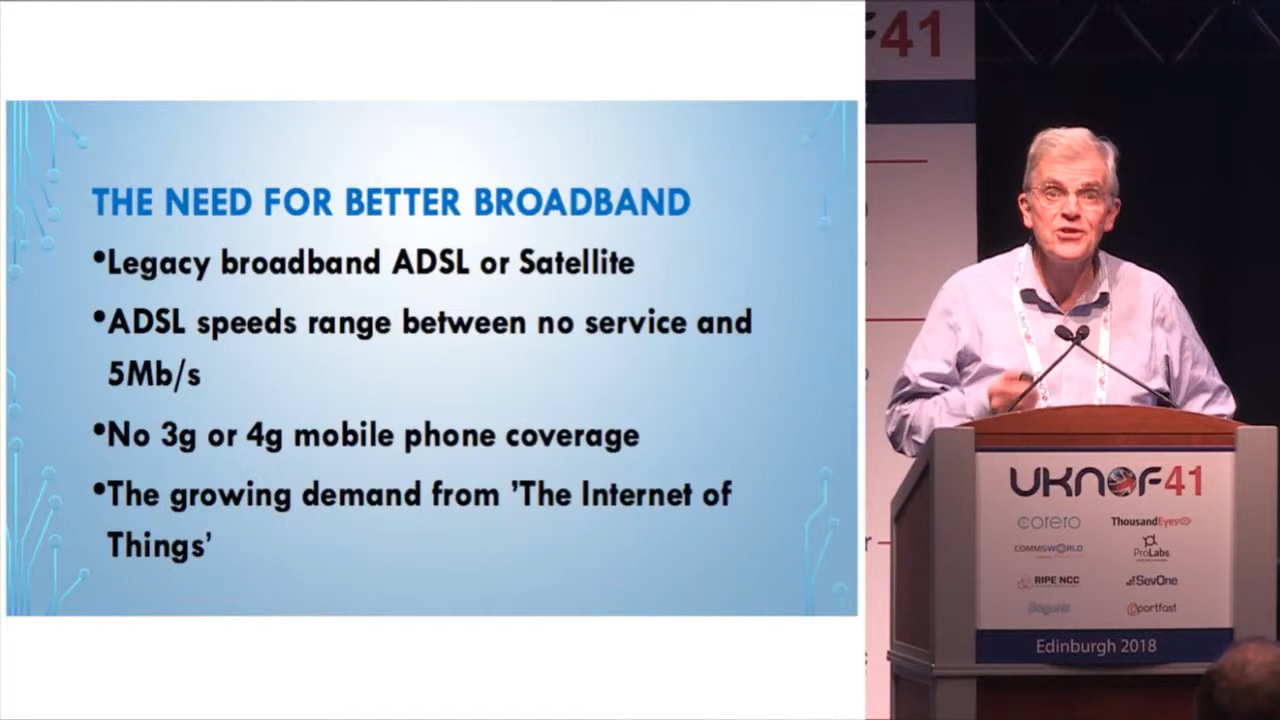 THE NEED FOR BETTER BROADBAND
•Legacy broadband ADSL or Satellite
•ADSL speeds range between no service and
5Mb/s
•No 3g or 4g mobile phone coverage
•The growing demand from ’The Internet of
Things’
41
UKNOF41
corero
ThousandEyes
COMMSWORLD
ProLabs
RIPE NCC
SevOne
portfast
Edinburgh 2018